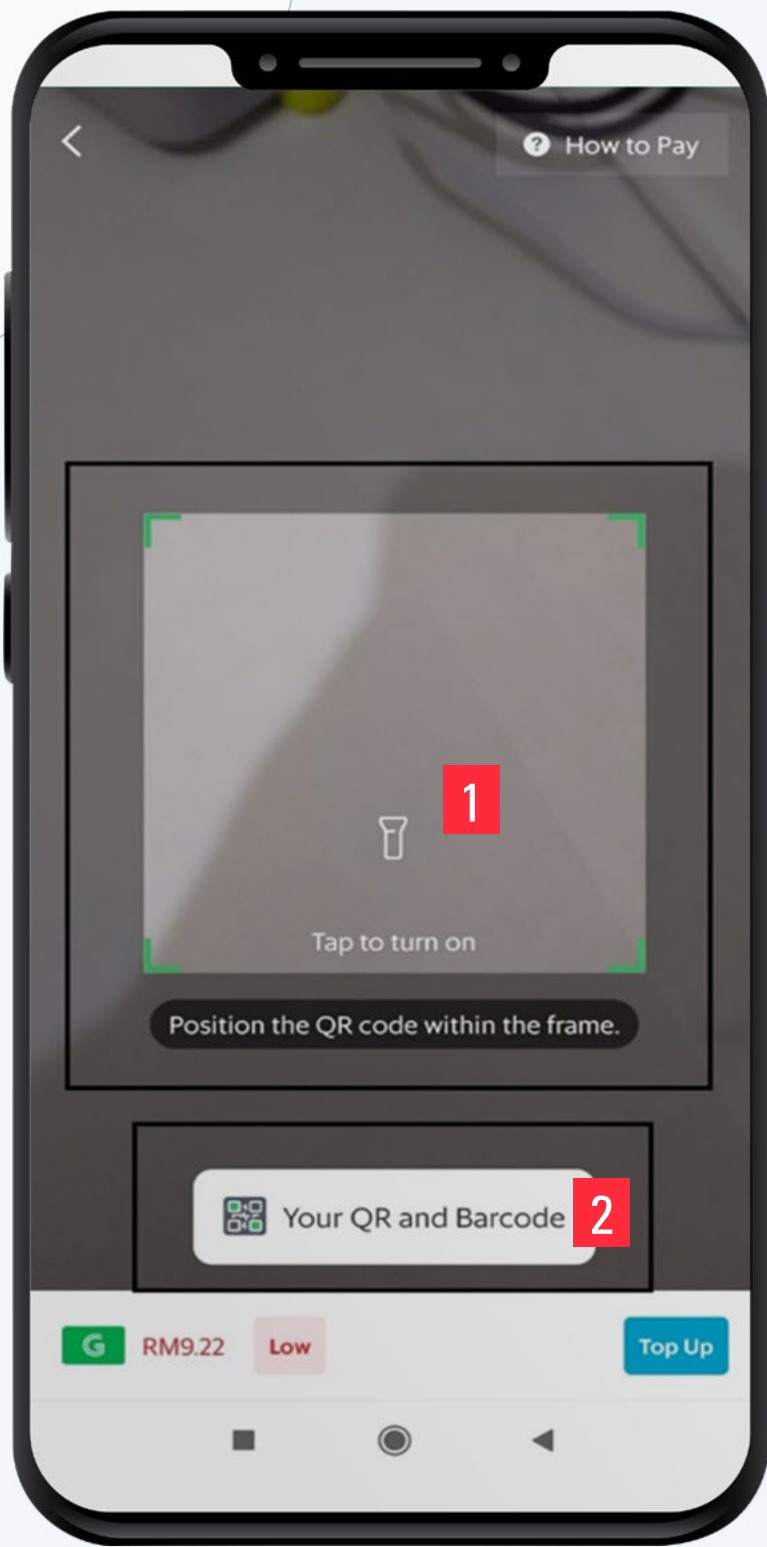 How to Pay
1
Tap to turn on
Position the QR code within the frame.
Your QR and Barcode
2
G RM9.22 Low Top Up